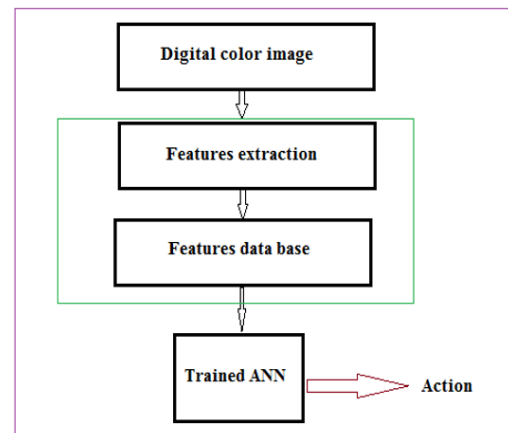 Digital color image
Features extraction
Features data base
Trained ANN
Action